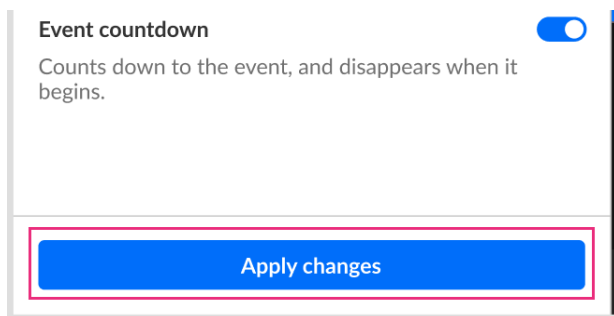 Event countdown
Counts down to the event, and disappears when it
begins.
Apply changes